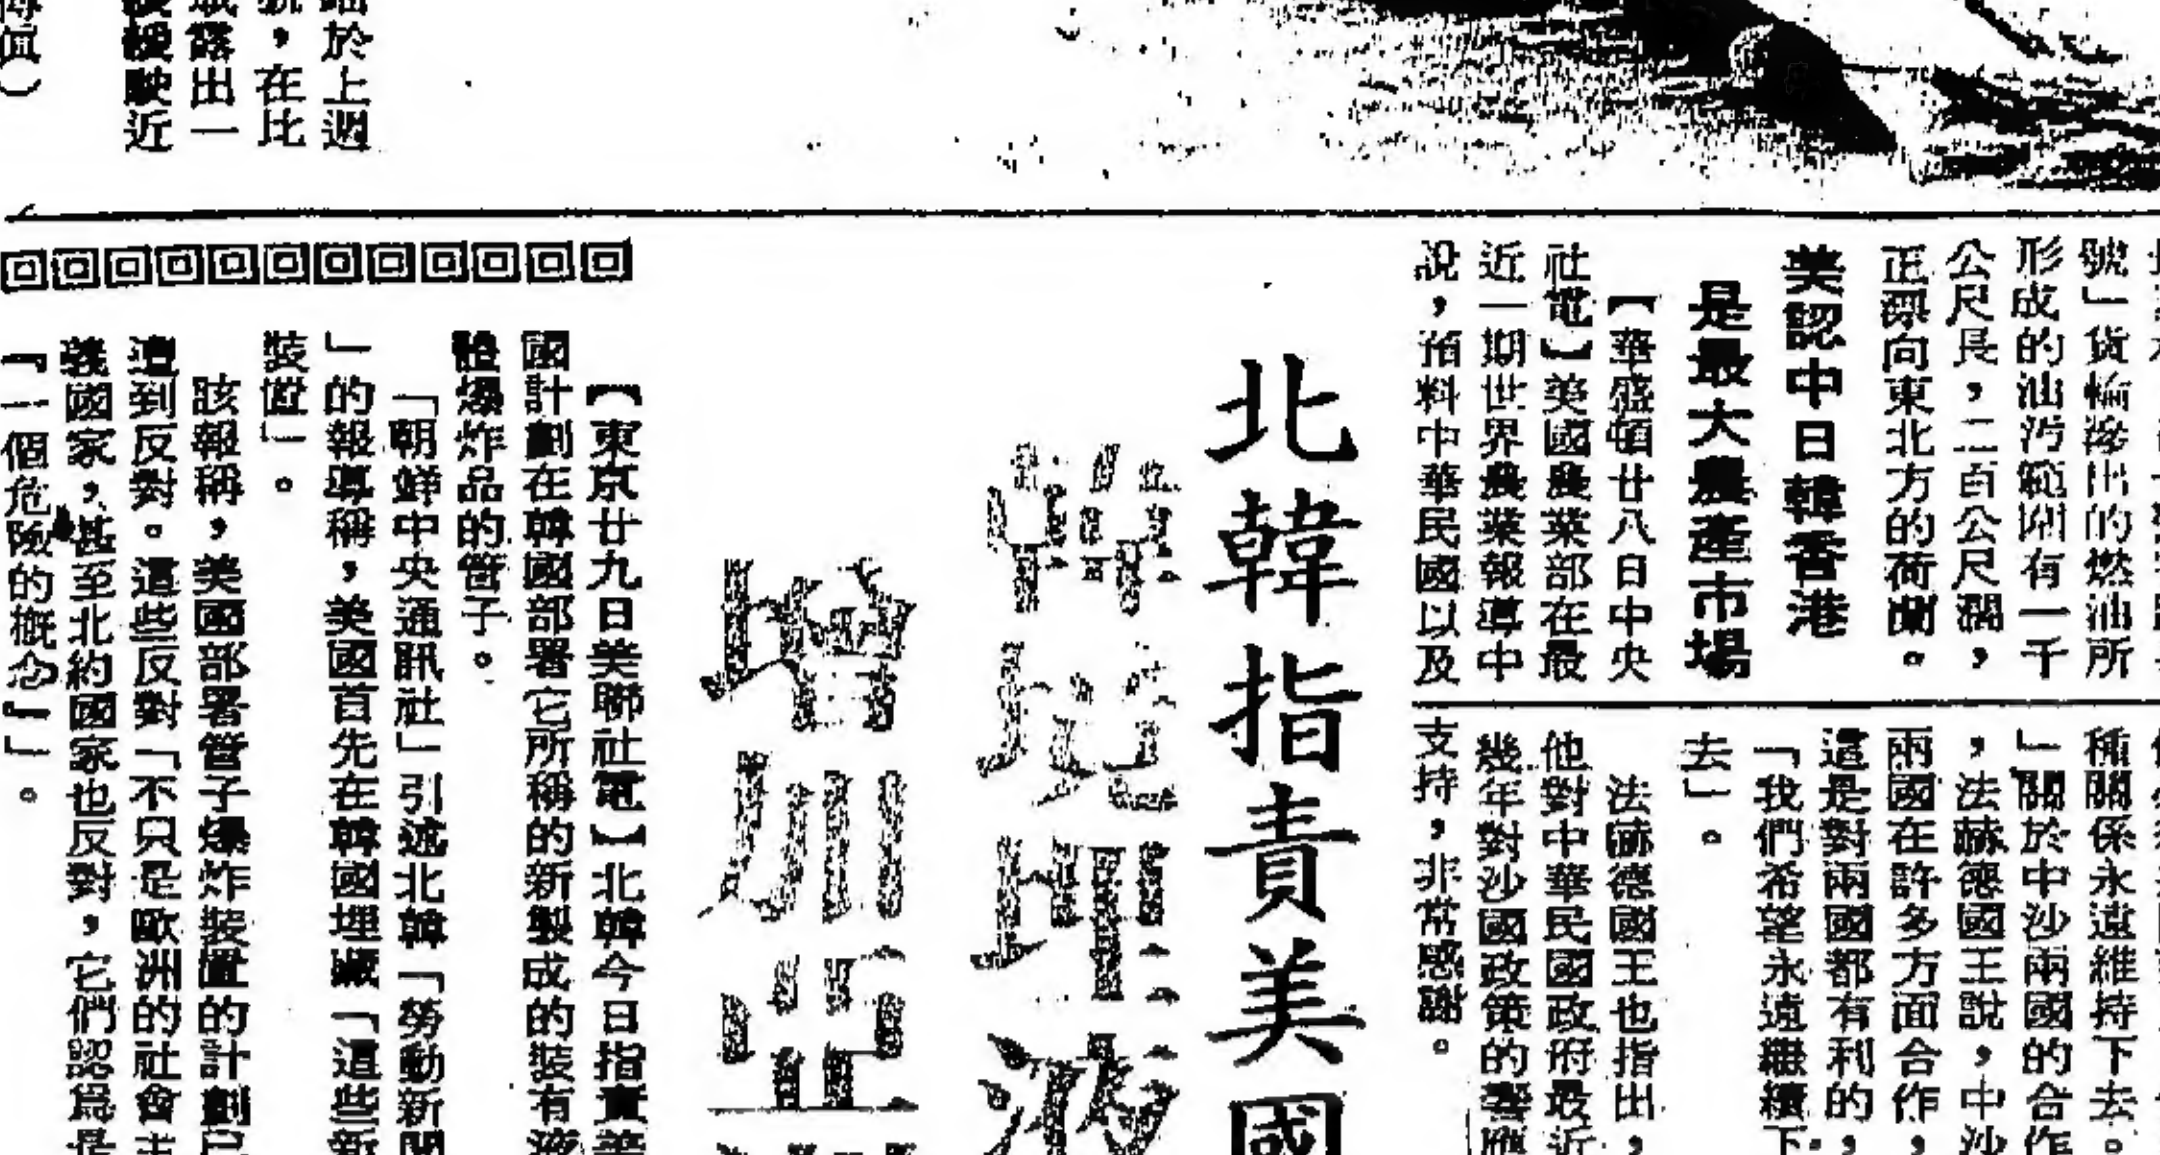 於上週
，在比
露出一
援駛近
傳真）
號」貨輪滲出的燃油所
形成的油污範圍有一千
公尺長，二百公尺濶，
正漂向東北方的荷蘭。
美認中日韓香港
是最大農產市場
【華盛頓廿八日中央
社電】美國農業部在最
近一期世界農業報導中
說，預料中華民國以及
種關係永遠維持下去。
」關於中沙兩國的合作
，法赫德國王說，中沙
兩國在許多方面合作，
這是對兩國都有利的，
「我們希望永遠繼續下
去」。
法赫德國王也指出，
他對中華民國政府最近
幾年對沙國政策的響應
支持，非常感謝。
北韓指責美國
【東京廿九日美聯社電】北韓今日指責美
國計劃在韓國部署它所稱的新製成的裝有液
體爆炸品的管子。
「朝鮮中央通訊社」引述北韓「勞動新聞
」的報導稱，美國首先在韓國埋藏「這些新
裝置」。
該報稱，美國部署管子爆炸裝置的計劃已
遭到反對。這些反對「不只是歐洲的社會主
義國家，甚至北約國家也反對，它們認爲是
『一個危險的概念』」。